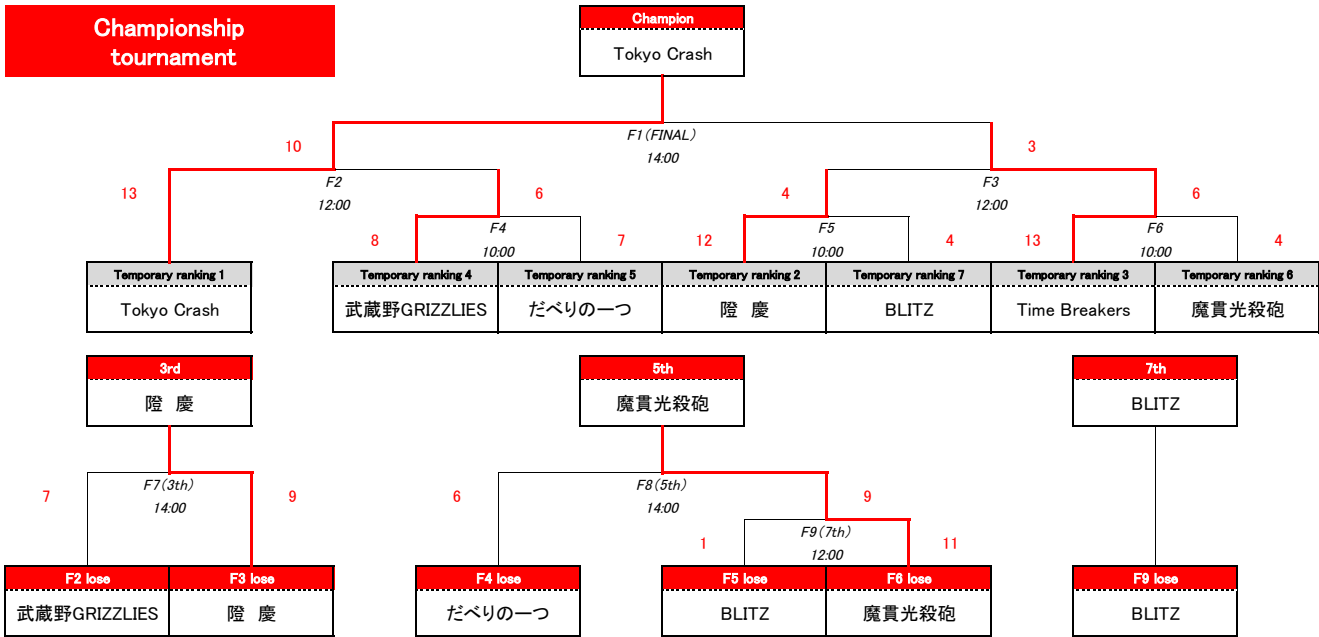 Championship
tournament
Champion
Tokyo Crash
F1(FINAL)
10
3
14:00
F2
F3
13
6
4
6
12:00
12:00
F4
F5
F6
8
7
12
4
13
4
10:00
10:00
10:00
Temporary ranking 1
Temporary ranking 4
Temporary ranking 5
Temporary ranking 2
Temporary ranking 7
Temporary ranking 3
Temporary ranking 6
Tokyo Crash
武蔵野GRIZZLIES
だべりの一つ
隥 慶
BLITZ
Time Breakers
魔貫光殺砲
3rd
5th
7th
隥 慶
魔貫光殺砲
BLITZ
F7(3th)
F8(5th)
7
9
6
9
14:00
14:00
F9(7th)
1
11
12:00
F2 lose
F3 lose
F4 lose
F5 lose
F6 lose
F9 lose
武蔵野GRIZZLIES
隥 慶
だべりの一つ
BLITZ
魔貫光殺砲
BLITZ